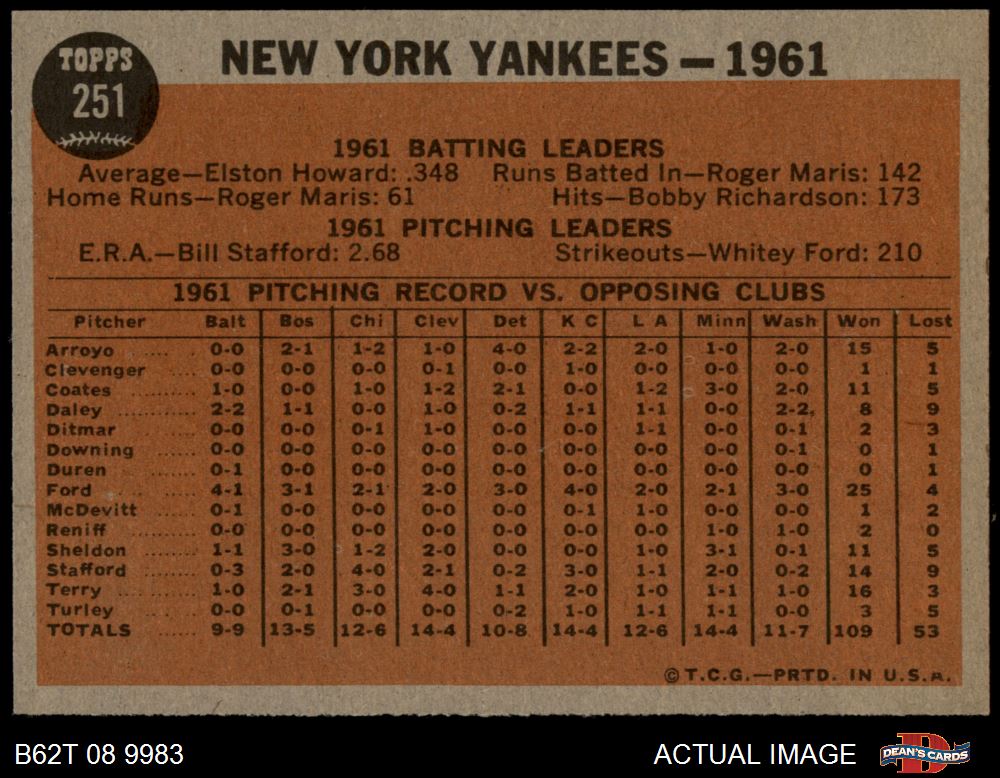 TOPPS
251
NEW YORK YANKEES — 1961
1961 BATTING LEADERS
Average—Elston Howard: .348 Runs Batted In—Roger Maris: 142
Home Runs—Roger Maris: 61 Hits—Bobby Richardson: 173
1961 PITCHING LEADERS
E.R.A.—Bill Stafford: 2.68 Strikeouts—Whitey Ford: 210
1961 PITCHING RECORD VS. OPPOSING CLUBS
Pitcher Balt Bos Chi Clev Det K C L A Minn Wash Won Lost
Arroyo ..... 0-0 2-1 1-2 1-0 4-0 2-2 2-0 1-0 2-0 15 5
Clevenger ..... 0-0 0-0 0-0 0-1 0-0 1-0 0-0 0-0 0-0 1 1
Coates ..... 1-0 0-0 1-0 1-2 2-1 0-0 1-2 3-0 2-0 11 5
Daley ..... 2-2 1-1 0-0 1-0 0-2 1-1 1-1 0-0 2-2 8 9
Ditmar ..... 0-0 0-0 0-1 1-0 0-0 0-0 1-1 0-0 0-1 2 3
Downing ..... 0-0 0-0 0-0 0-0 0-0 0-0 0-0 0-0 0-1 0 1
Duren ..... 0-1 0-0 0-0 0-0 0-0 0-0 0-0 0-0 0-0 0 1
Ford ..... 4-1 3-1 2-1 2-0 3-0 4-0 2-0 2-1 3-0 25 4
McDevitt ..... 0-1 0-0 0-0 0-0 0-0 0-1 1-0 0-0 0-0 1 2
Reniff ..... 0-0 0-0 0-0 0-0 0-0 0-0 0-0 1-0 1-0 2 0
Sheldon ..... 1-1 3-0 1-2 2-0 0-0 0-0 1-0 3-1 0-1 11 5
Stafford ..... 0-3 2-0 4-0 2-1 0-2 3-0 1-1 2-0 0-2 14 9
Terry ..... 1-0 2-1 3-0 4-0 1-1 2-0 1-0 1-1 1-0 16 3
Turley ..... 0-0 0-1 0-0 0-0 0-2 1-0 1-1 1-1 0-0 3 5
TOTALS ..... 9-9 13-5 12-6 14-4 10-8 14-4 12-6 14-4 11-7 109 53
© T.C.G.—PRTD. IN U.S.A.
B62T 08 9983 ACTUAL IMAGE DEAN'S CARDS